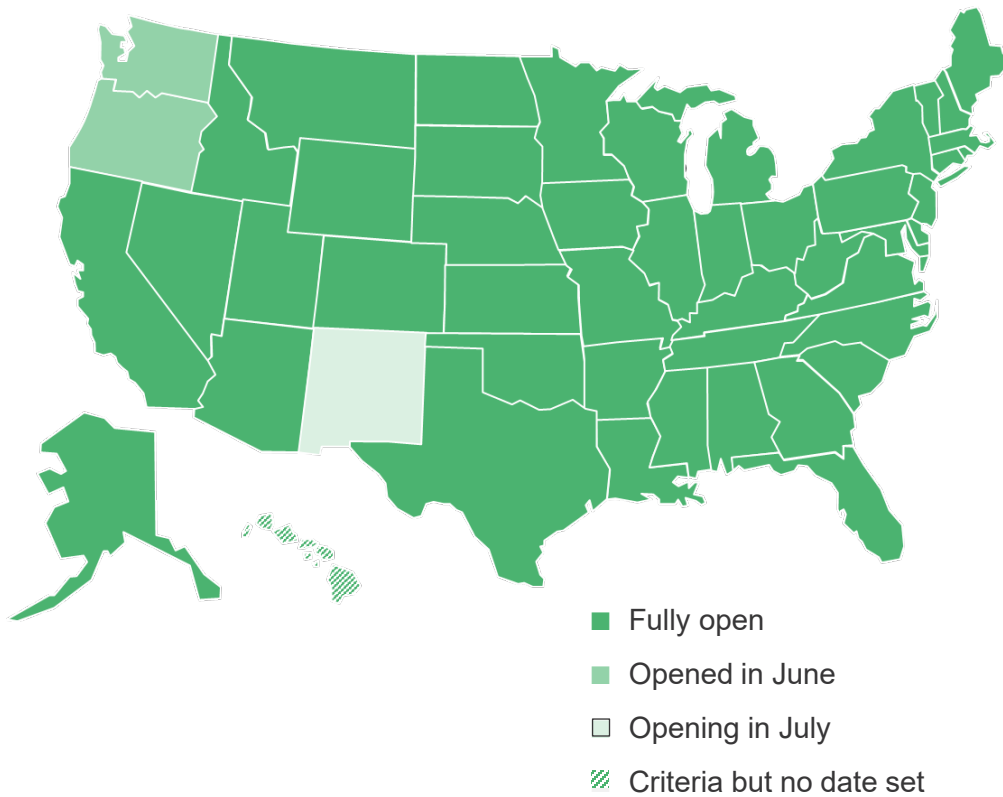 Fully open
Opened in June
Opening in July
Criteria but no date set